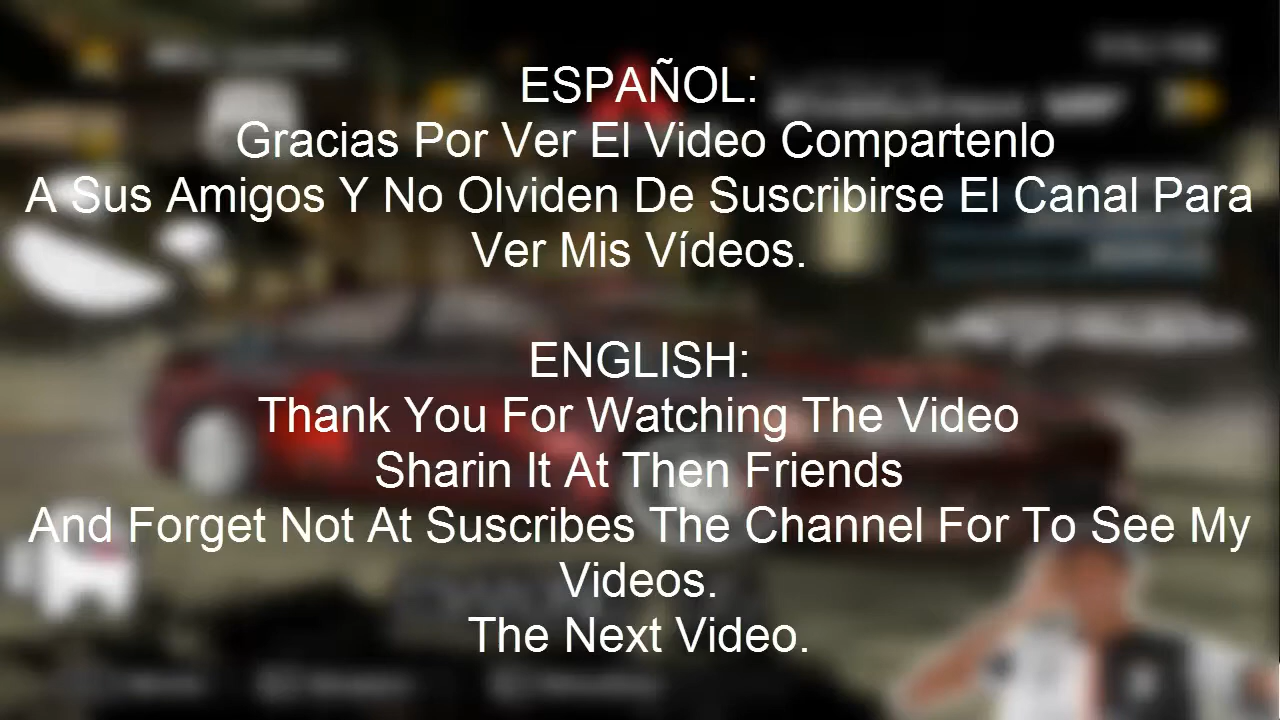 ESPAÑOL:
Gracias Por Ver El Video Compartenlo
A Sus Amigos Y No Olviden De Suscribirse El Canal Para
Ver Mis Vídeos.
ENGLISH:
Thank You For Watching The Video
Sharin It At Then Friends
And Forget Not At Suscribes The Channel For To See My
Videos.
The Next Video.